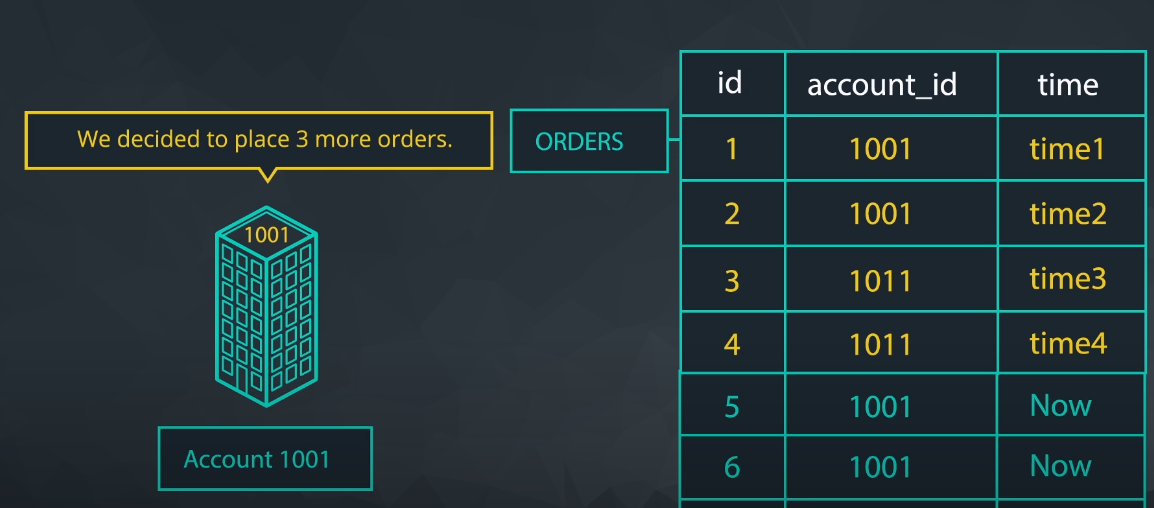 We decided to place 3 more orders.
1001
Account 1001
ORDERS
id account_id time
1 1001 time1
2 1001 time2
3 1011 time3
4 1011 time4
5 1001 Now
6 1001 Now